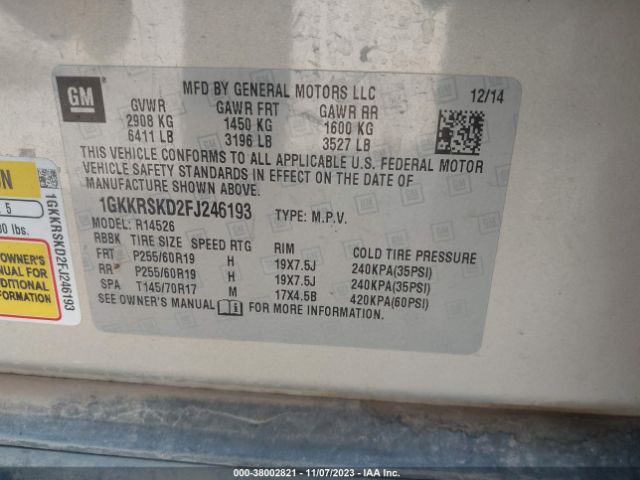 GM
MFD BY GENERAL MOTORS LLC
12/14
GVWR GAWR FRT GAWR RR
2908 KG 1450 KG 1600 KG
6411 LB 3196 LB 3527 LB
THIS VEHICLE CONFORMS TO ALL APPLICABLE U.S. FEDERAL MOTOR
VEHICLE SAFETY STANDARDS IN EFFECT ON THE DATE OF
MANUFACTURE SHOWN ABOVE.
1GKKRSKD2FJ246193 TYPE: M.P.V.
MODEL: R14526
RBBK TIRE SIZE SPEED RTG RIM COLD TIRE PRESSURE
FRT P255/60R19 H 19X7.5J 240KPA(35PSI)
RR P255/60R19 H 19X7.5J 240KPA(35PSI)
SPA T145/70R17 M 17X4.5B 420KPA(60PSI)
SEE OWNER'S MANUAL FOR MORE INFORMATION.
5
lbs.
OWNER'S
MANUAL FOR
ADDITIONAL
INFORMATION
1GKKRSKD2FJ246193
000-38002821 - 11/07/2023 - IAA Inc.